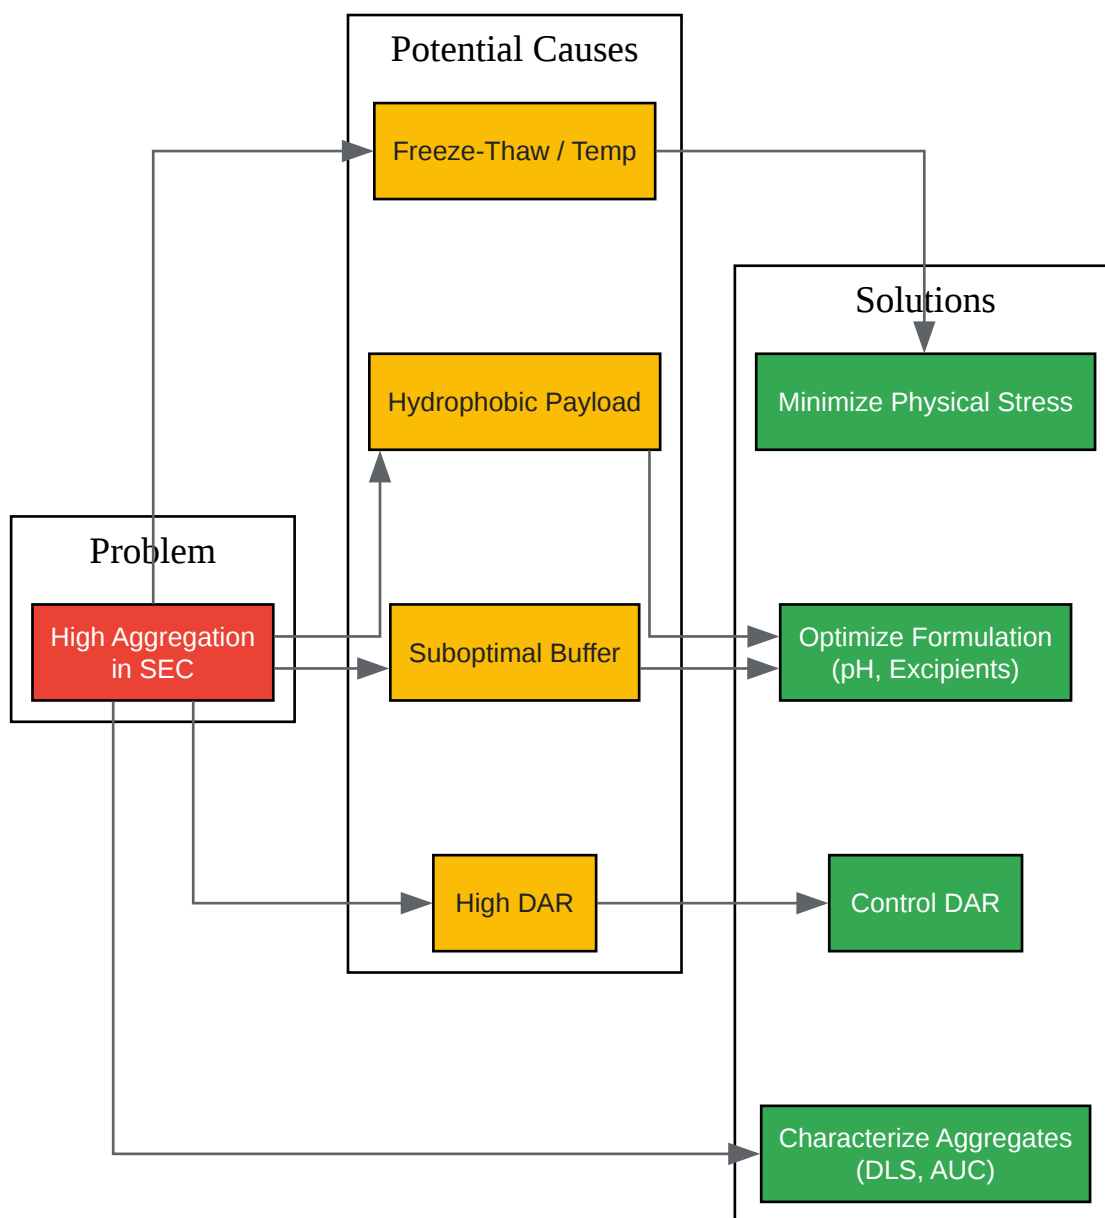 Potential Causes
Freeze-Thaw / Temp
Solutions
Hydrophobic Payload
Minimize Physical Stress
Problem
High Aggregation
in SEC
Suboptimal Buffer
Optimize Formulation
(pH, Excipients)
High DAR
Control DAR
Characterize Aggregates
(DLS, AUC)